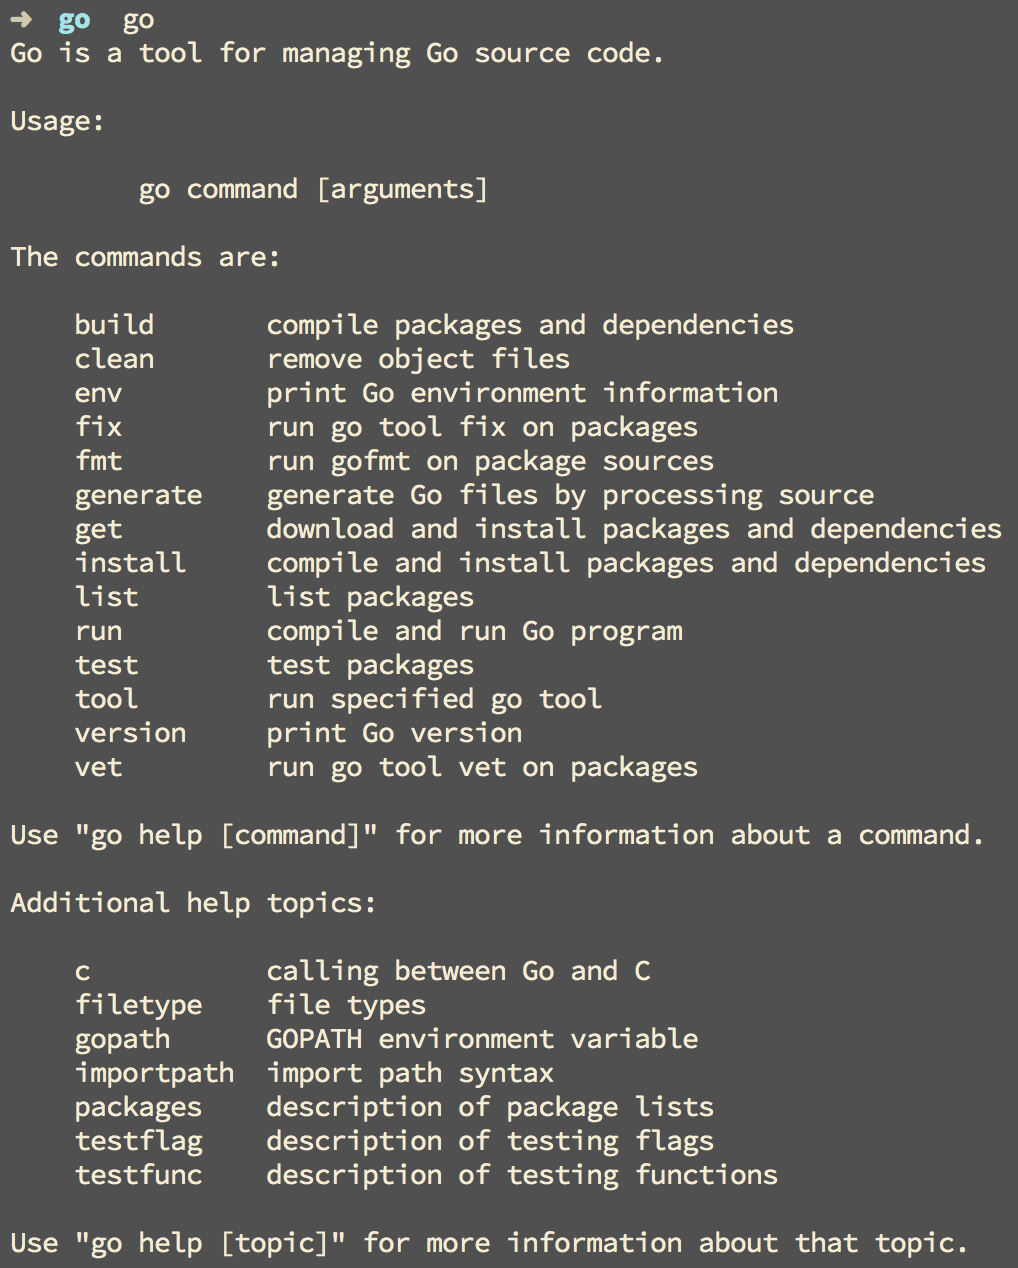 ➜  go  go
Go is a tool for managing Go source code.

Usage:

        go command [arguments]

The commands are:

    build       compile packages and dependencies
    clean       remove object files
    env         print Go environment information
    fix         run go tool fix on packages
    fmt         run gofmt on package sources
    generate    generate Go files by processing source
    get         download and install packages and dependencies
    install     compile and install packages and dependencies
    list        list packages
    run         compile and run Go program
    test        test packages
    tool        run specified go tool
    version     print Go version
    vet         run go tool vet on packages

Use "go help [command]" for more information about a command.

Additional help topics:

    c           calling between Go and C
    filetype    file types
    gopath      GOPATH environment variable
    importpath  import path syntax
    packages    description of package lists
    testflag    description of testing flags
    testfunc    description of testing functions

Use "go help [topic]" for more information about that topic.